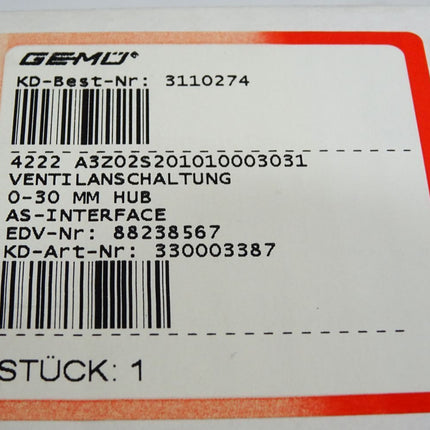 GEMÜ®
KD-Best-Nr: 3110274
4222 A3Z02S201010003031
VENTILANSCHALTUNG
0-30 MM HUB
AS-INTERFACE
EDV-Nr: 88238567
KD-Art-Nr: 330003387
STÜCK: 1